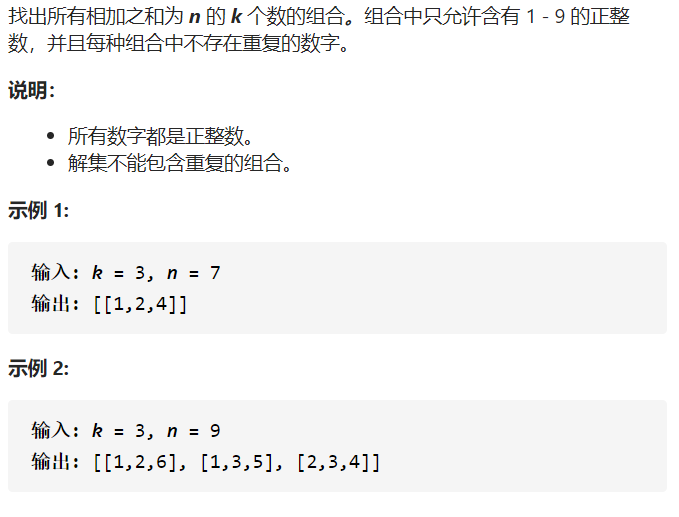 找出所有相加之和为 n 的 k 个数的组合。组合中只允许含有 1 - 9 的正整
数，并且每种组合中不存在重复的数字。
说明：
• 所有数字都是正整数。
• 解集不能包含重复的组合。
示例 1:
输入: k = 3, n = 7
输出: [[1,2,4]]
示例 2:
输入: k = 3, n = 9
输出: [[1,2,6], [1,3,5], [2,3,4]]